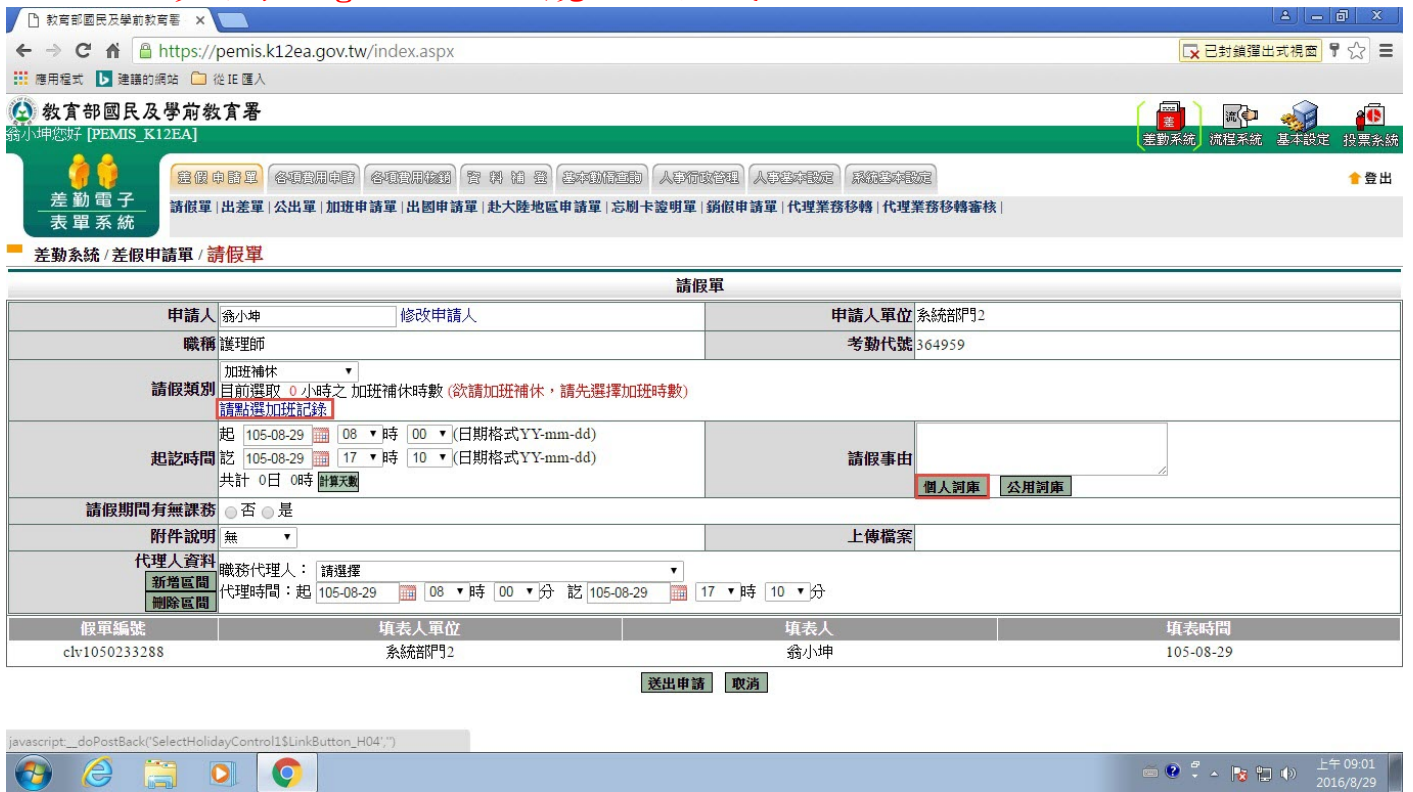 教育部國民及學前教育署 ×
https://pemis.k12ea.gov.tw/index.aspx 已封鎖彈出式視窗
應用程式 建議的網站 從 IE 匯入
教育部國民及學前教育署
翁小坤您好 [PEMIS_K12EA]
差
差勤系統 流程系統 基本設定 投票系統
差勤電子
表單系統
差假申請單 各項費用申請 各項費用核銷 資 料 補 登 基本動態查詢 人事行政管理 人事基本設定 系統基本設定 登出
請假單 | 出差單 | 公出單 | 加班申請單 | 出國申請單 | 赴大陸地區申請單 | 忘刷卡證明單 | 銷假申請單 | 代理業務移轉 | 代理業務移轉審核 |
差勤系統 / 差假申請單 / 請假單
請假單
申請人 翁小坤 修改申請人 申請人單位 系統部門2
職稱 護理師 考勤代號 364959
請假類別 加班補休
目前選取 0 小時之 加班補休時數 (欲請加班補休，請先選擇加班時數)
請點選加班記錄
起訖時間 起 105-08-29 08 時 00 (日期格式YY-mm-dd)
訖 105-08-29 17 時 10 (日期格式YY-mm-dd)
共計 0日 0時 計算天數
請假事由
個人詞庫 公用詞庫
請假期間有無課務 否 是
附件說明 無 上傳檔案
代理人資料
新增區間
刪除區間
職務代理人： 請選擇
代理時間：起 105-08-29 08 時 00 分 訖 105-08-29 17 時 10 分
假單編號 填表人單位 填表人 填表時間
clv1050233288 系統部門2 翁小坤 105-08-29
送出申請 取消
javascript:__doPostBack('SelectHolidayControl1$LinkButton_H04','')
上午 09:01
2016/8/29